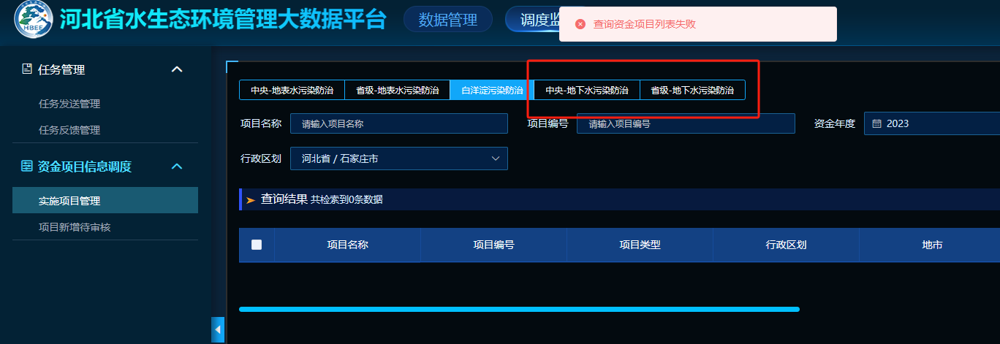 HBEE
河北省水生态环境管理大数据平台
数据管理
调度监
查询资金项目列表失败
任务管理
任务发送管理
任务反馈管理
资金项目信息调度
实施项目管理
项目新增待审核
中央-地表水污染防治
省级-地表水污染防治
白洋淀污染防治
中央-地下水污染防治
省级-地下水污染防治
项目名称 请输入项目名称
项目编号 请输入项目编号
资金年度 2023
行政区划 河北省 / 石家庄市
查询结果 共检索到0条数据
项目名称 项目编号 项目类型 行政区划 地市